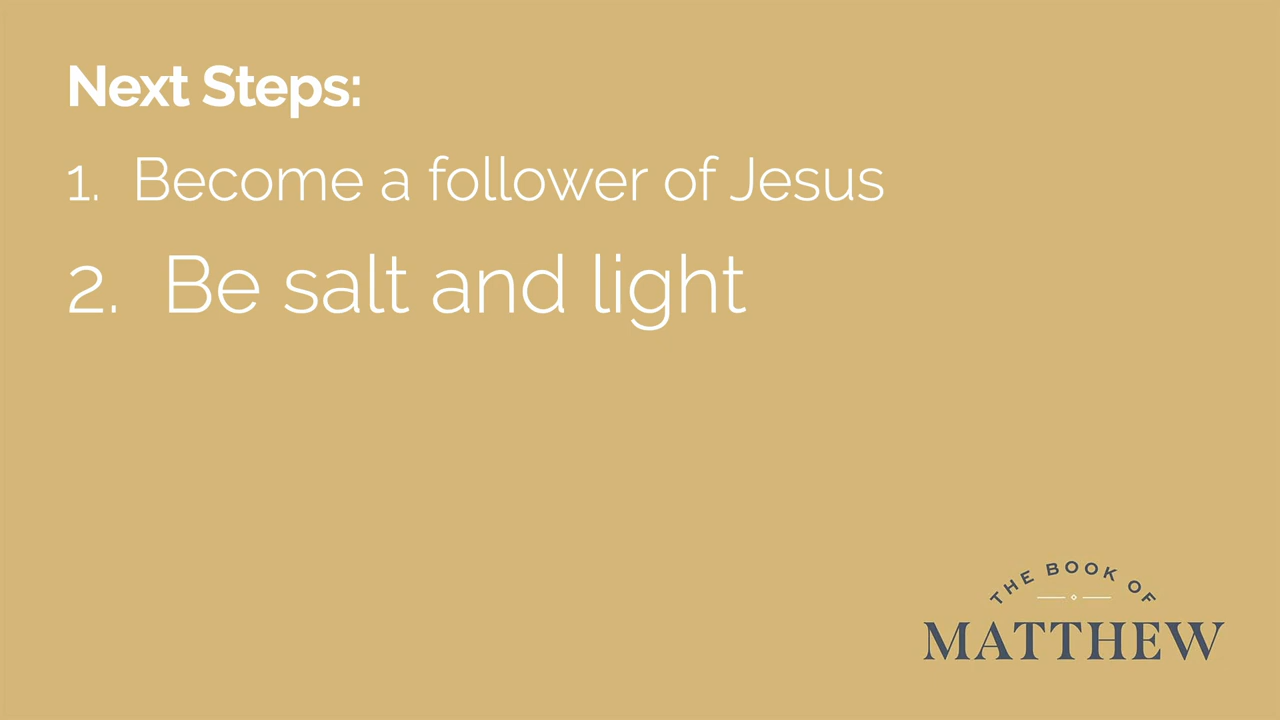 Next Steps:
1. Become a follower of Jesus
2. Be salt and light
THE BOOK OF
MATTHEW